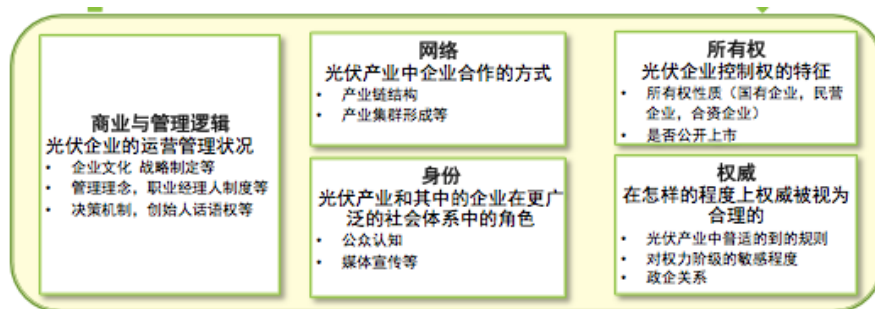 商业与管理逻辑
光伏企业的运营管理状况
• 企业文化 战略制定等
• 管理理念，职业经理人制度等
• 决策机制，创始人话语权等
网络
光伏产业中企业合作的方式
• 产业链结构
• 产业集群形成等
身份
光伏产业和其中的企业在更广
泛的社会体系中的角色
• 公众认知
• 媒体宣传等
所有权
光伏企业控制权的特征
• 所有权性质（国有企业，民营
企业，合资企业）
• 是否公开上市
权威
在怎样的程度上权威被视为
合理的
• 光伏产业中普适的到的规则
• 对权力阶级的敏感程度
• 政企关系